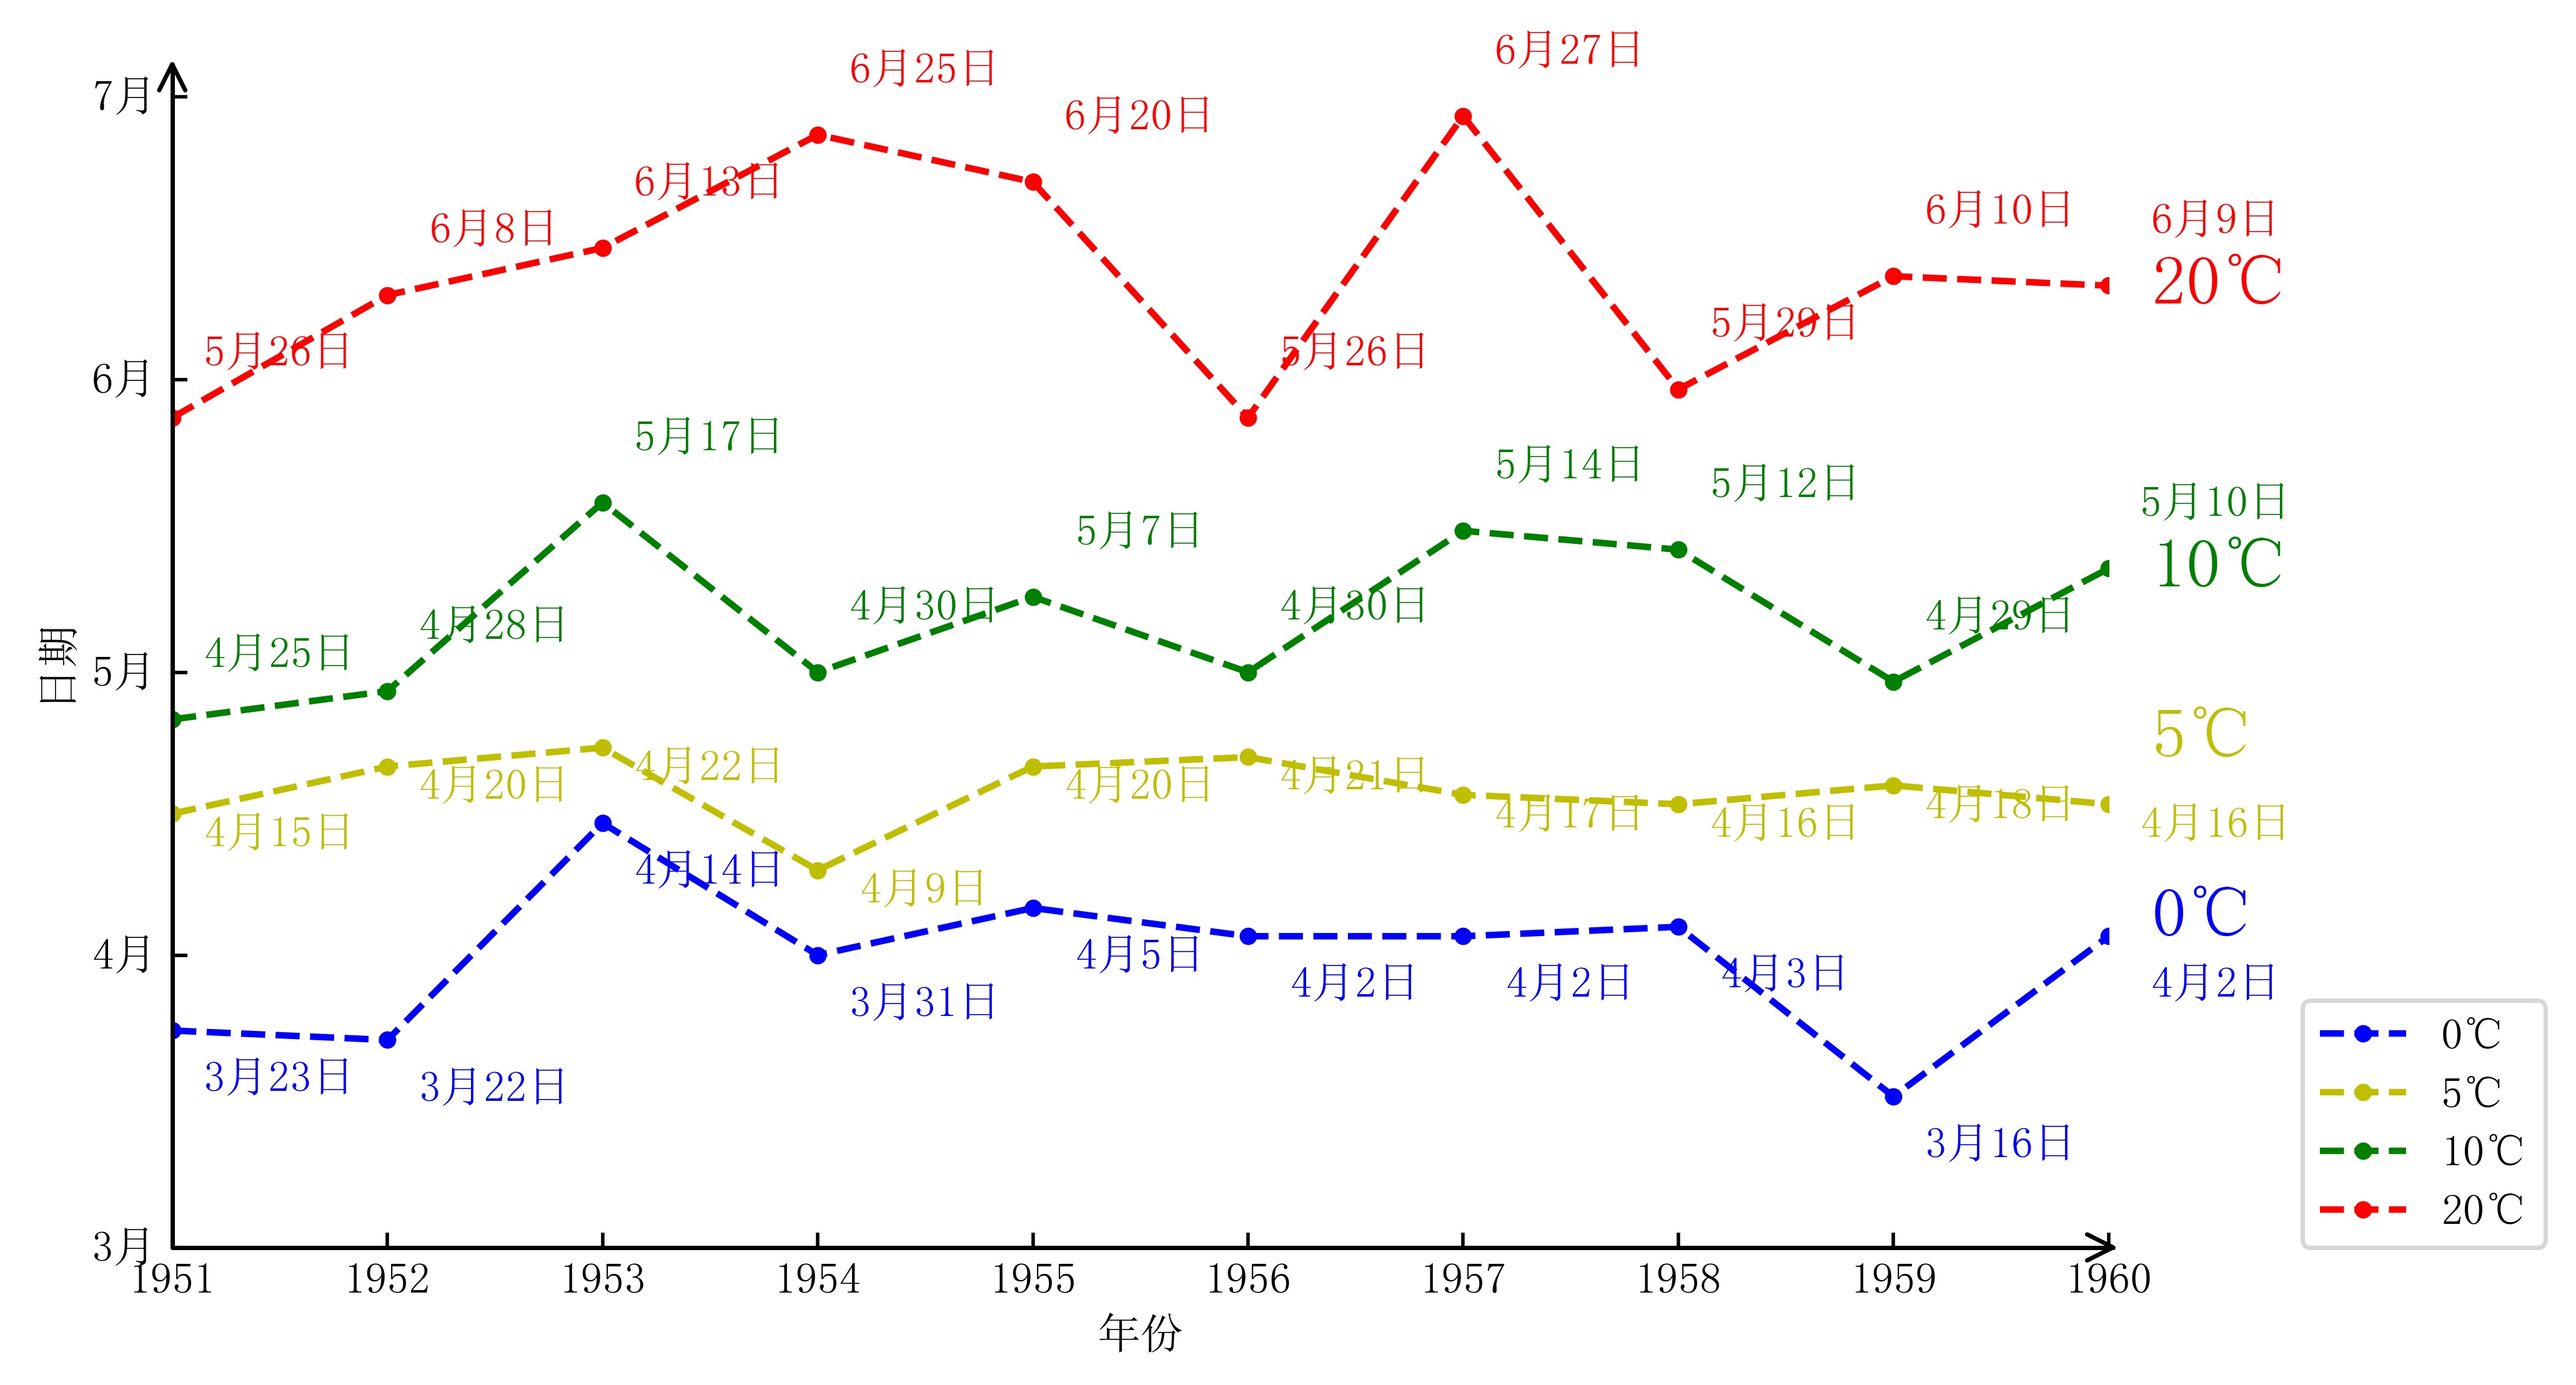 6月27日
6月25日
7月
6月20日
6月13日
6月10日
6月9日
6月8日
20℃
5月29日
5月26日
5月26日
6月
5月17日
5月14日
5月12日
5月10日
5月7日
10℃
4月30日
4月30日
4月29日
4月28日
4月25日
日期
5月
5℃
4月22日
4月21日
4月20日
4月20日
4月18日
4月17日
4月16日
4月16日
4月15日
4月14日
4月9日
0℃
4月
4月5日
4月3日
4月2日
4月2日
4月2日
3月31日
3月23日
3月22日
3月16日
0℃
5℃
10℃
20℃
3月
1951 1952 1953 1954 1955 1956 1957 1958 1959 1960
年份